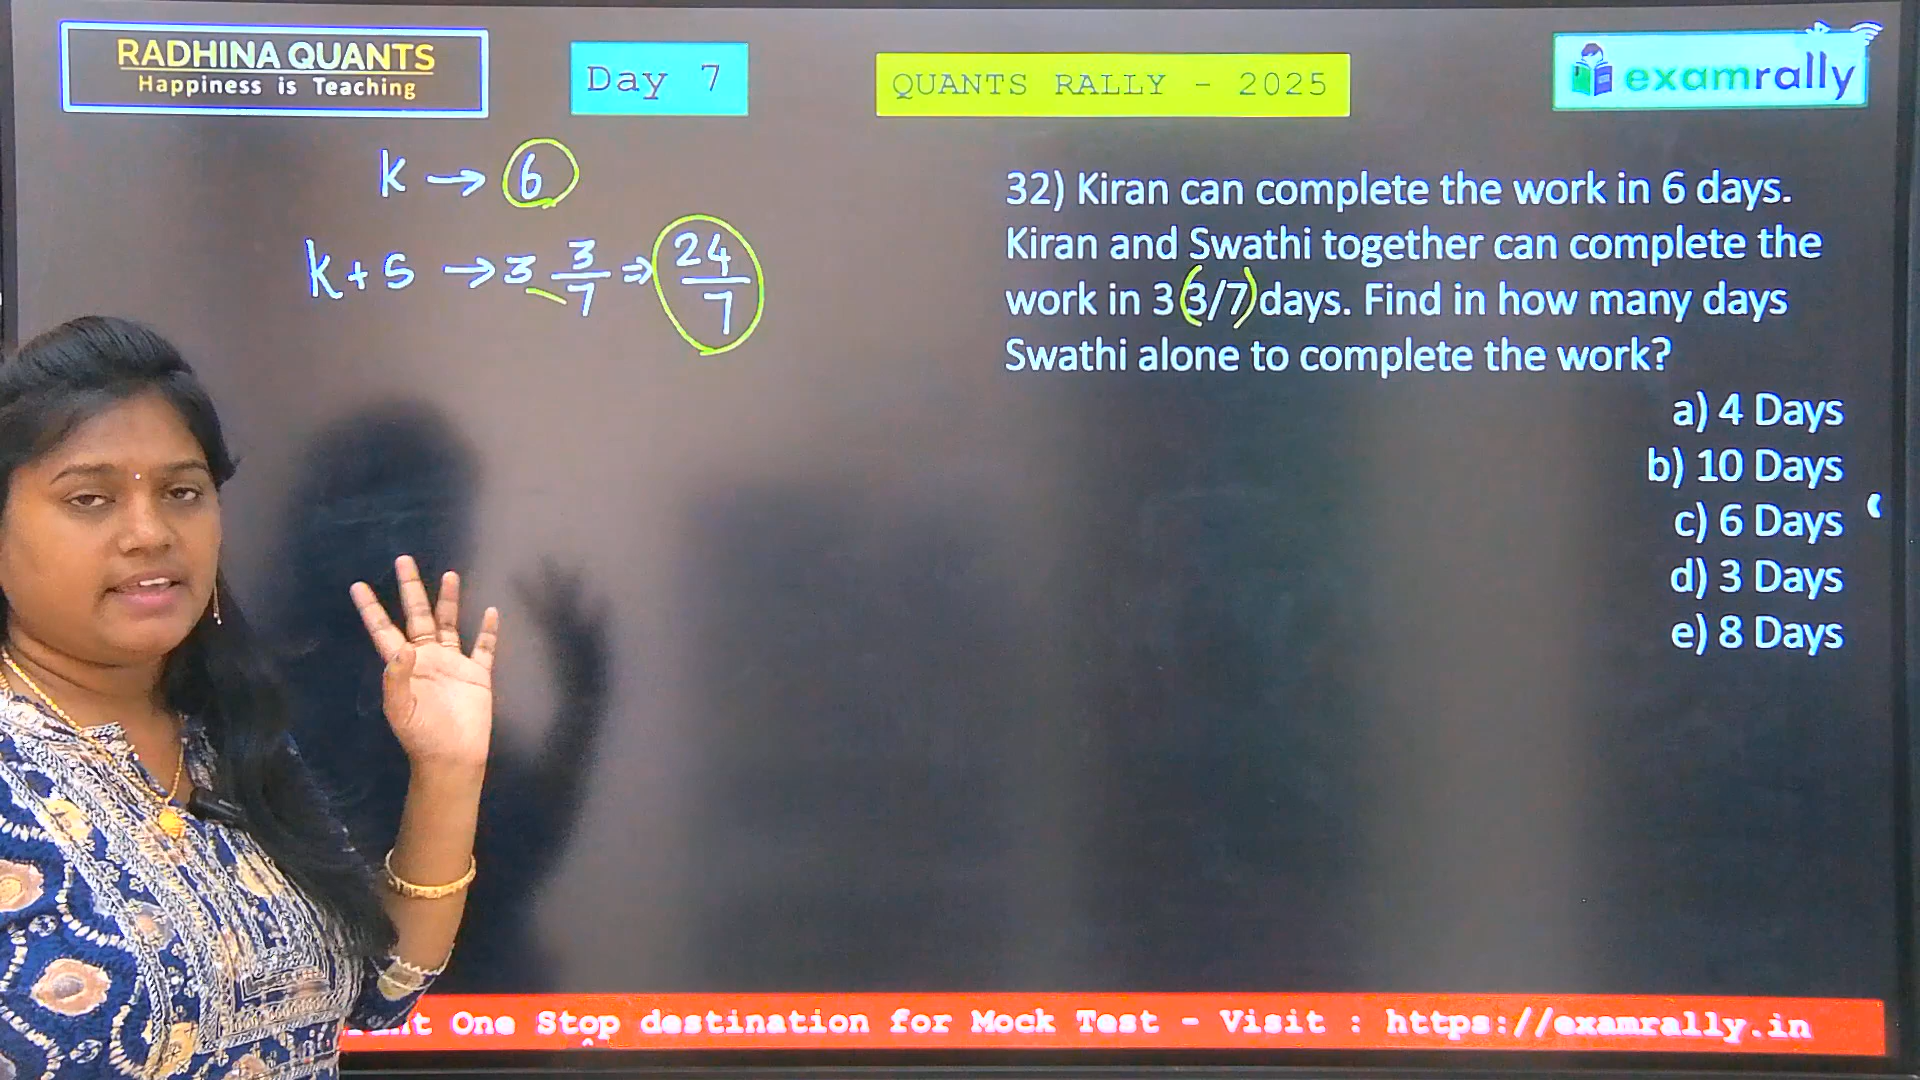 RADHINA QUANTS
Happiness is Teaching
Day 7
QUANTS RALLY - 2025
examrally
K → 6
K + S → 3 3/7 ⇒ 24/7
32) Kiran can complete the work in 6 days.
Kiran and Swathi together can complete the
work in 3(3/7)days. Find in how many days
Swathi alone to complete the work?
a) 4 Days
b) 10 Days
c) 6 Days
d) 3 Days
e) 8 Days
One Stop destination for Mock Test - Visit : https://examrally.in